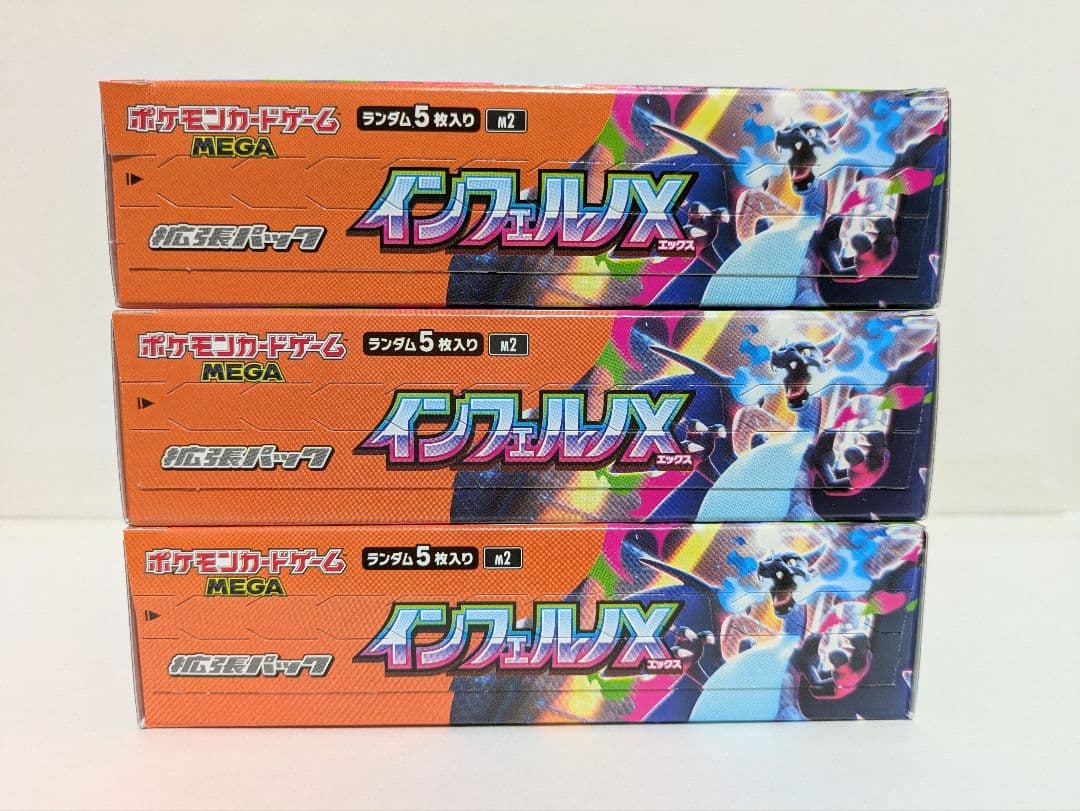 ポケモンカードゲーム
MEGA
ランダム5枚入り M2
インフェルノX
エックス
拡張パック
ポケモンカードゲーム
MEGA
ランダム5枚入り M2
インフェルノX
エックス
拡張パック
ポケモンカードゲーム
MEGA
ランダム5枚入り M2
インフェルノX
エックス
拡張パック